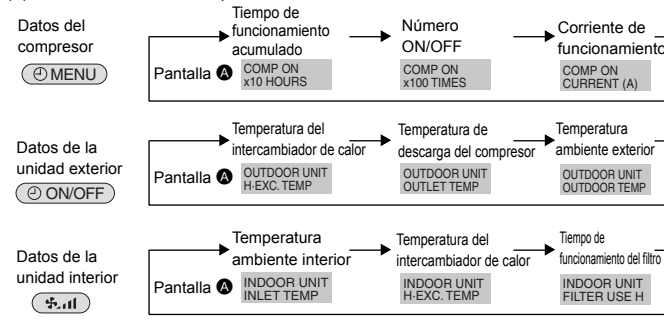 Datos del
compresor
MENU
Pantalla A
Tiempo de
funcionamiento
acumulado
COMP ON
x10 HOURS
Número
ON/OFF
COMP ON
x100 TIMES
Corriente de
funcionamiento
COMP ON
CURRENT (A)
Datos de la
unidad exterior
ON/OFF
Pantalla A
Temperatura del
intercambiador de calor
OUTDOOR UNIT
H·EXC. TEMP
Temperatura de
descarga del compresor
OUTDOOR UNIT
OUTLET TEMP
Temperatura
ambiente exterior
OUTDOOR UNIT
OUTDOOR TEMP
Datos de la
unidad interior
Pantalla A
Temperatura
ambiente interior
INDOOR UNIT
INLET TEMP
Temperatura del
intercambiador de calor
INDOOR UNIT
H·EXC. TEMP
Tiempo de
funcionamiento del filtro
INDOOR UNIT
FILTER USE H